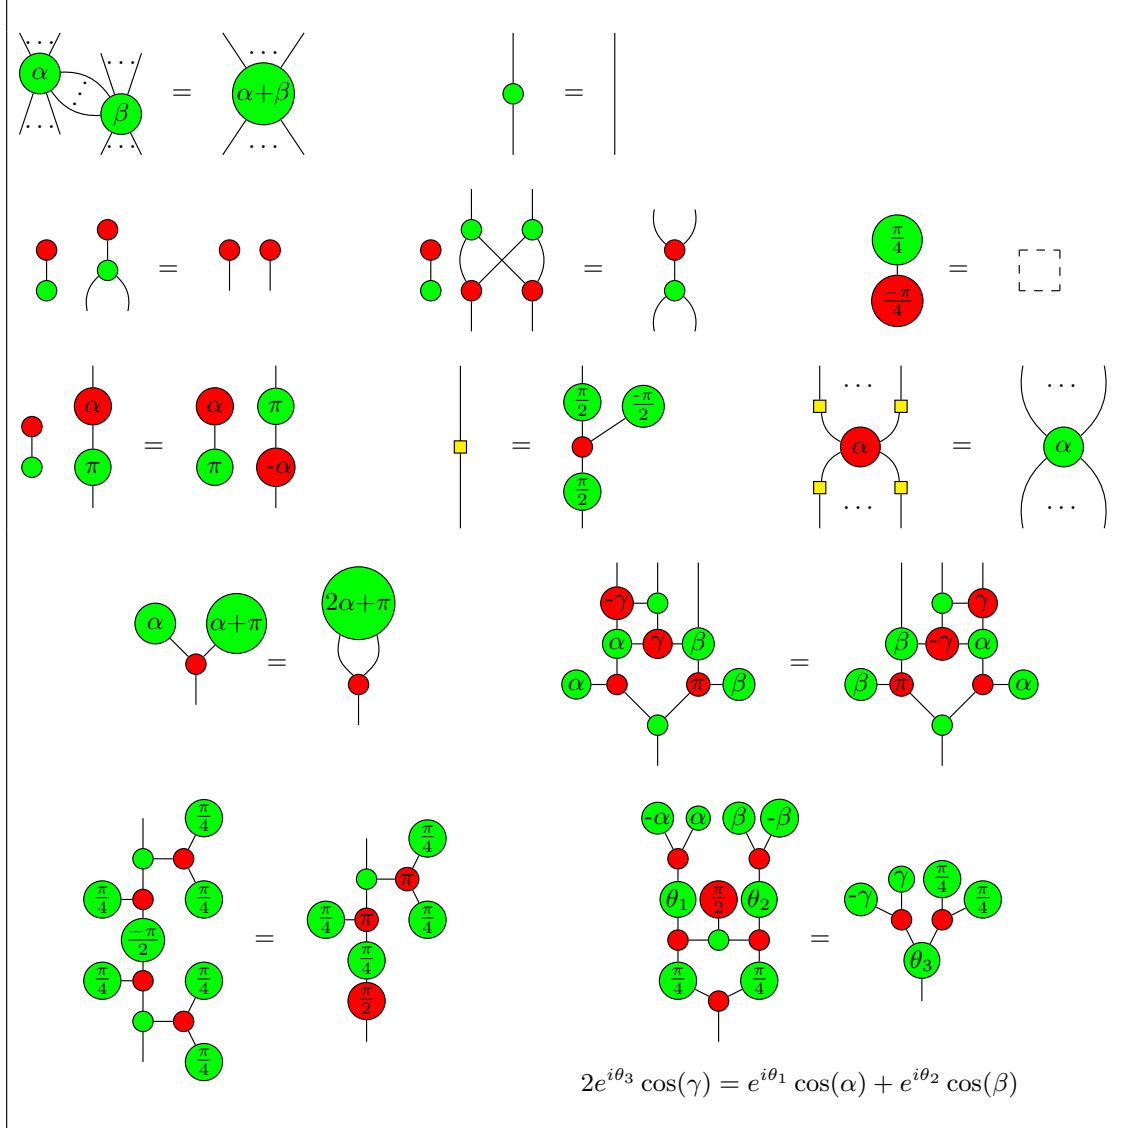 α … … β … … … = α+β … … =
= = π/4 -π/4 =
α π = α π π -α = π/2 -π/2 π/2 … α … = … α …
α α+π = 2α+π -γ α γ β α π β = γ β -γ α β π α
π/4 π/4 π/4 -π/2 π/4 π/4 π/4 = π/4 π π/4 π π/4 π/4 π/2 -α α β -β θ₁ π/2 θ₂ π/4 π/4 = -γ γ π/4 π/4 θ₃
2e^{iθ₃} cos(γ) = e^{iθ₁} cos(α) + e^{iθ₂} cos(β)